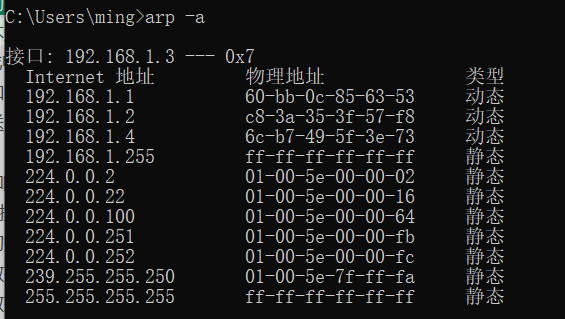 C:\Users\ming>arp -a
接口: 192.168.1.3 --- 0x7
Internet 地址 物理地址 类型
192.168.1.1 60-bb-0c-85-63-53 动态
192.168.1.2 c8-3a-35-3f-57-f8 动态
192.168.1.4 6c-b7-49-5f-3e-73 动态
192.168.1.255 ff-ff-ff-ff-ff-ff 静态
224.0.0.2 01-00-5e-00-00-02 静态
224.0.0.22 01-00-5e-00-00-16 静态
224.0.0.100 01-00-5e-00-00-64 静态
224.0.0.251 01-00-5e-00-00-fb 静态
224.0.0.252 01-00-5e-00-00-fc 静态
239.255.255.250 01-00-5e-7f-ff-fa 静态
255.255.255.255 ff-ff-ff-ff-ff-ff 静态